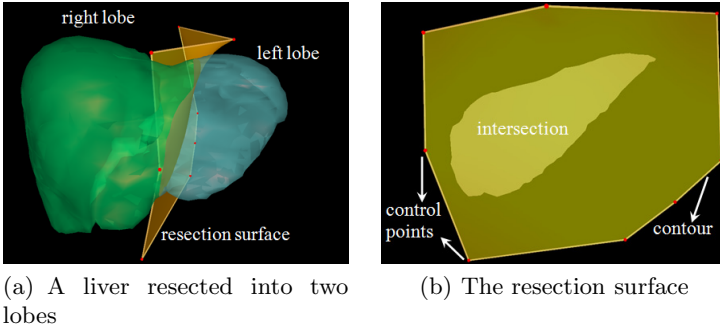 right lobe
left lobe
resection surface
intersection
control
points
contour
(a) A liver resected into two
lobes
(b) The resection surface